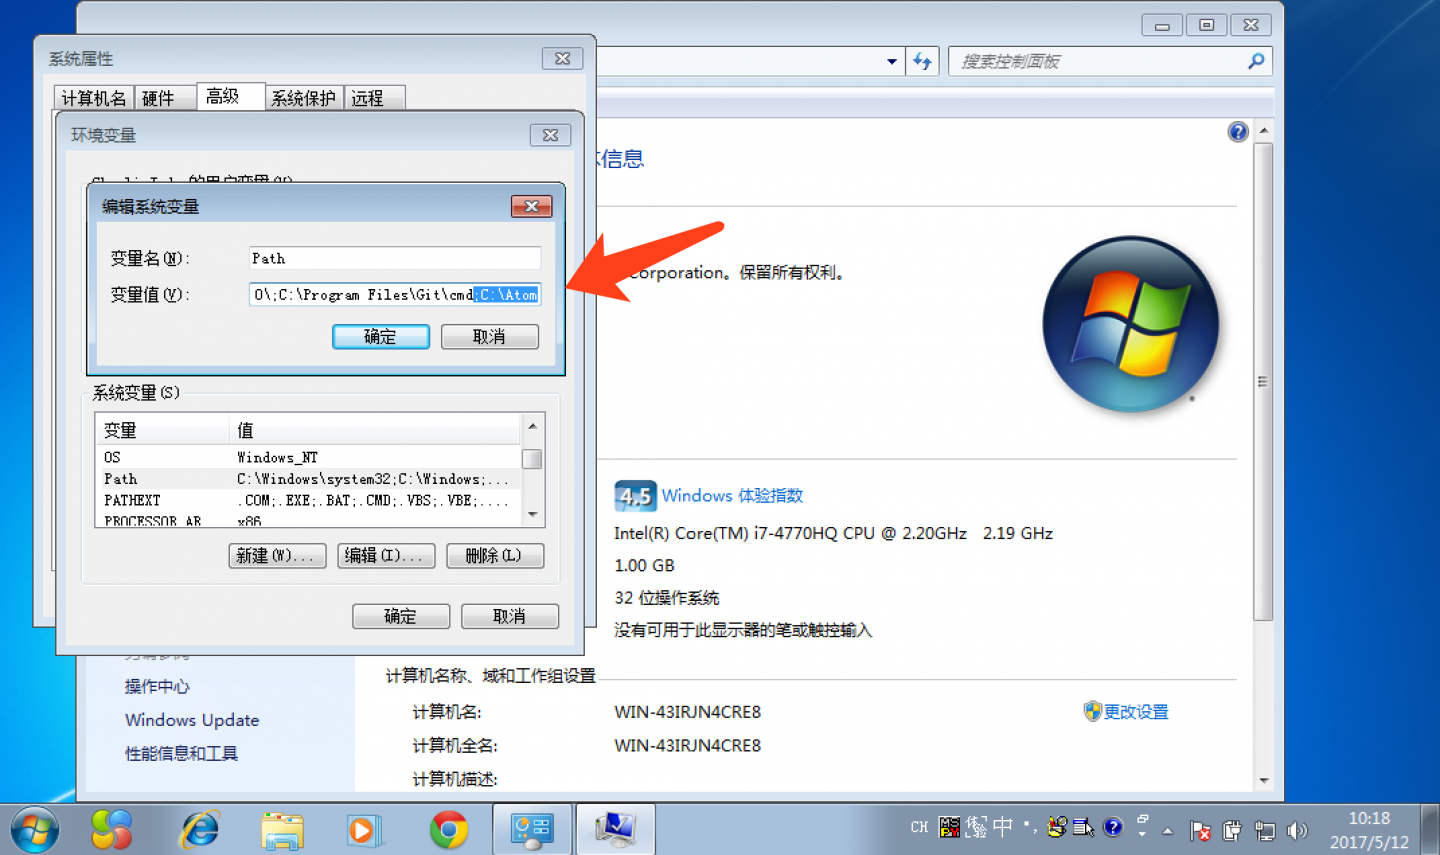 系统属性
搜索控制面板
计算机名
硬件
高级
系统保护
远程
环境变量
本信息
的用户变量(U)
编辑系统变量
变量名(N):
Path
Corporation。保留所有权利。
变量值(V):
0\;C:\Program Files\Git\cmd;C:\Atom
确定
取消
系统变量(S)
变量
值
OS
Windows_NT
Path
C:\Windows\system32;C:\Windows;...
PATHEXT
.COM;.EXE;.BAT;.CMD;.VBS;.VBE;....
PROCESSOR_AR
x86
4.5
Windows 体验指数
Intel(R) Core(TM) i7-4770HQ CPU @ 2.20GHz 2.19 GHz
新建(W)...
编辑(I)...
删除(L)
1.00 GB
32 位操作系统
确定
取消
没有可用于此显示器的笔或触控输入
操作中心
计算机名称、域和工作组设置
Windows Update
计算机名:
WIN-43IRJN4CRE8
更改设置
性能信息和工具
计算机全名:
WIN-43IRJN4CRE8
计算机描述:
CH
中
10:18
2017/5/12